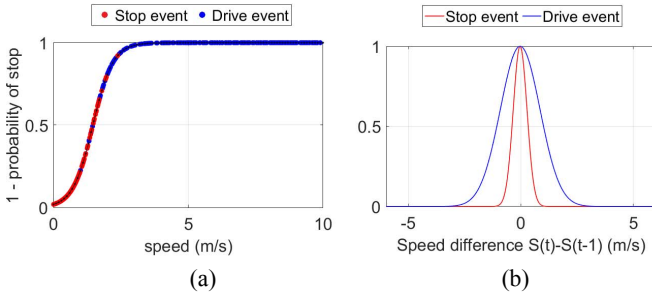 Stop event Drive event
1 - probability of stop
1
0.5
0
0 5 10
speed (m/s)
(a)
Stop event Drive event
1
0.5
0
-5 0 5
Speed difference S(t)-S(t-1) (m/s)
(b)